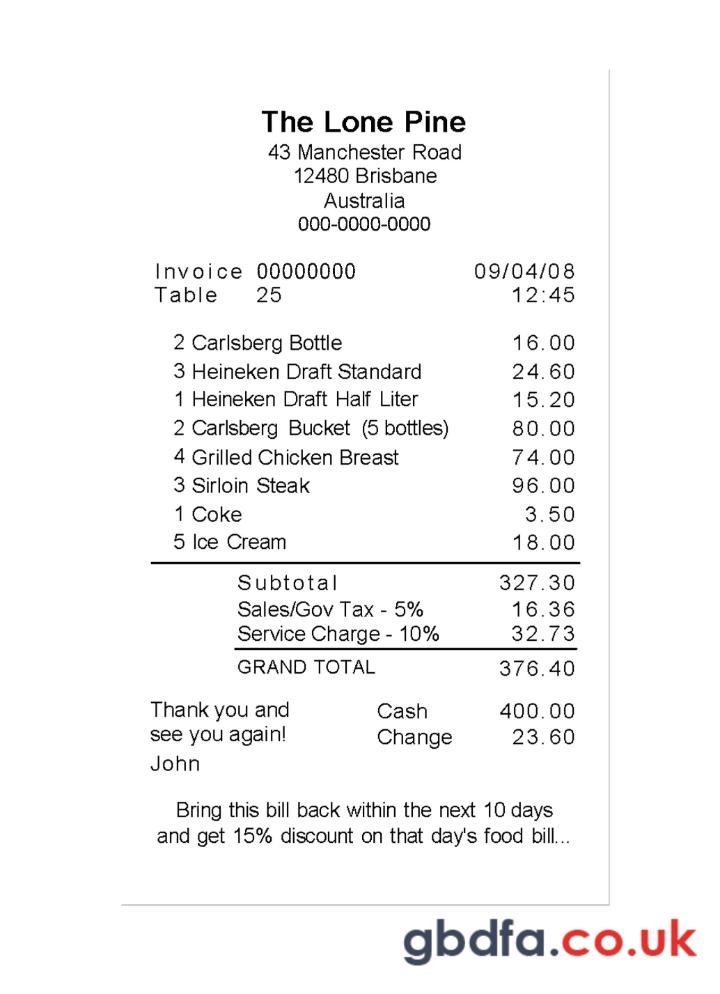 The Lone Pine
43 Manchester Road
12480 Brisbane
Australia
000-0000-0000
Invoice 00000000 09/04/08
Table 25 12:45
2 Carlsberg Bottle 16.00
3 Heineken Draft Standard 24.60
1 Heineken Draft Half Liter 15.20
2 Carlsberg Bucket (5 bottles) 80.00
4 Grilled Chicken Breast 74.00
3 Sirloin Steak 96.00
1 Coke 3.50
5 Ice Cream 18.00
Subtotal 327.30
Sales/Gov Tax - 5% 16.36
Service Charge - 10% 32.73
GRAND TOTAL 376.40
Thank you and Cash 400.00
see you again! Change 23.60
John
Bring this bill back within the next 10 days
and get 15% discount on that day's food bill...
gbdfa.co.uk